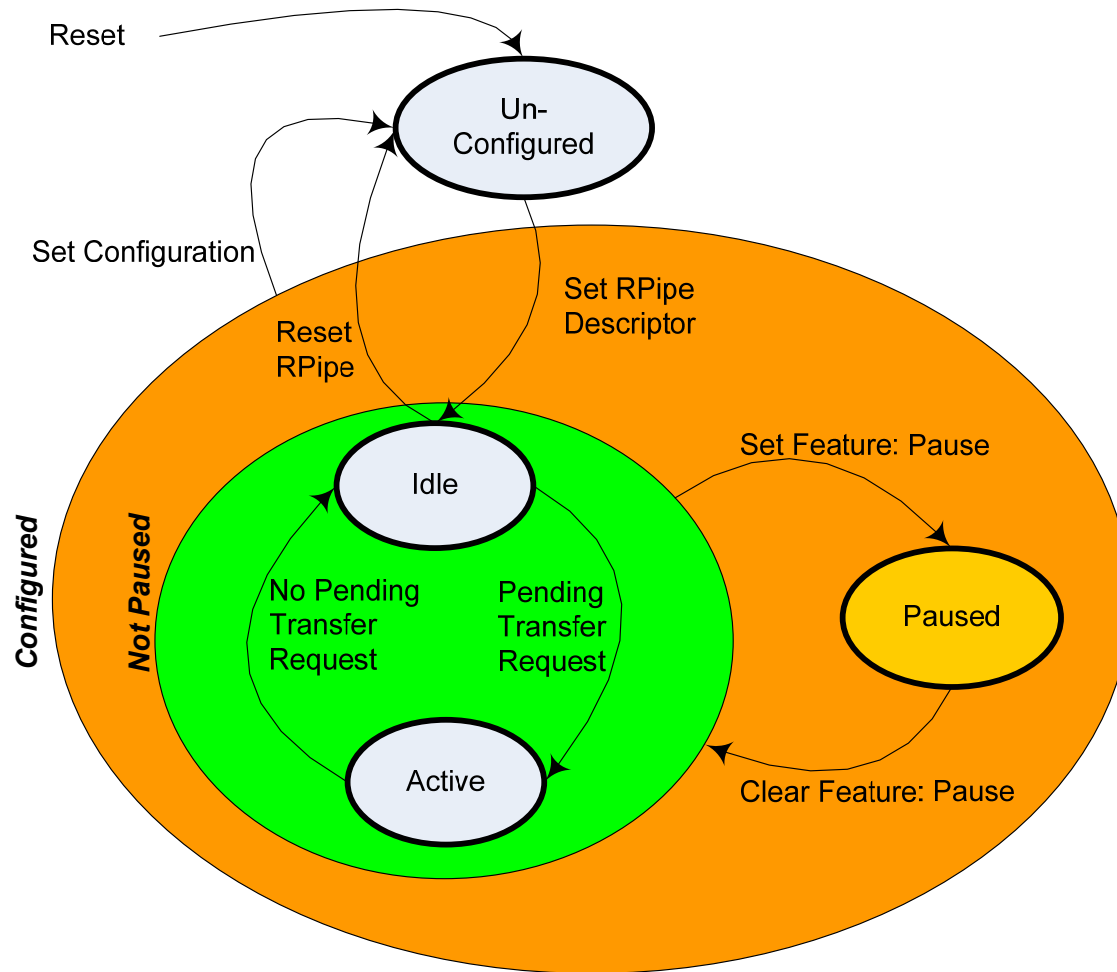 Reset
Un-
Configured
Set Configuration
Set RPipe
Descriptor
Reset
RPipe
Set Feature: Pause
Idle
Configured
Not Paused
No Pending
Transfer
Request
Pending
Transfer
Request
Paused
Active
Clear Feature: Pause